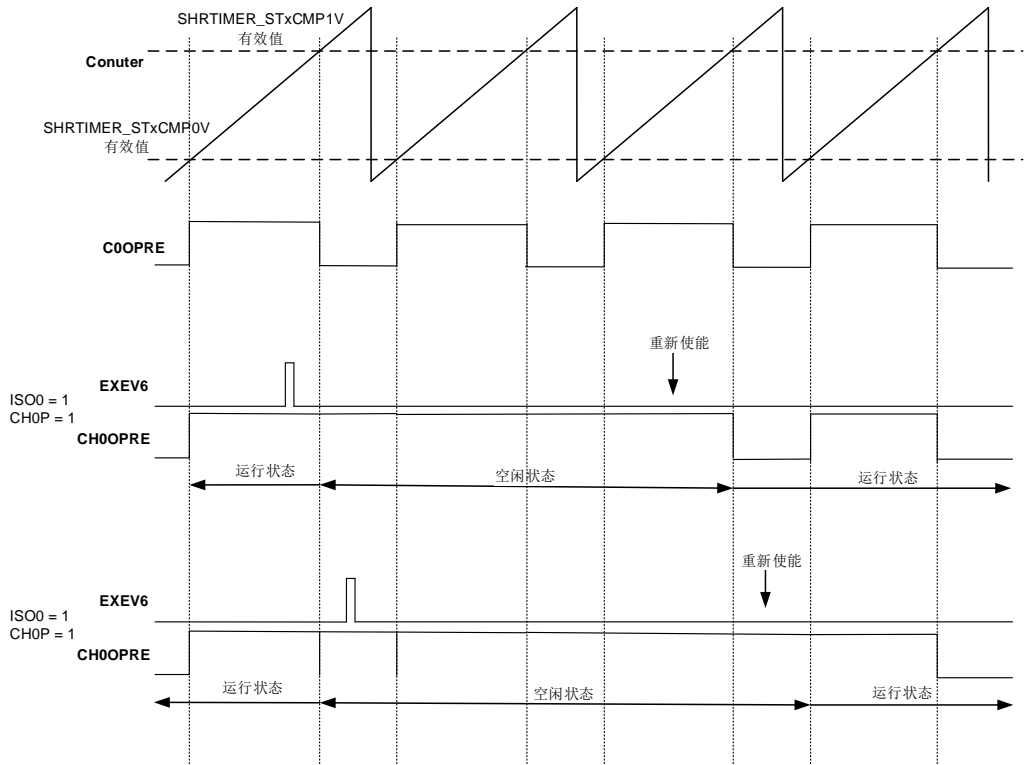 SHRTIMER_STxCMP1V
有效值
Conuter
SHRTIMER_STxCMP0V
有效值
C0OPRE
重新使能
EXEV6
ISO0 = 1
CH0P = 1
CH0OPRE
运行状态
空闲状态
运行状态
重新使能
EXEV6
ISO0 = 1
CH0P = 1
CH0OPRE
运行状态
空闲状态
运行状态